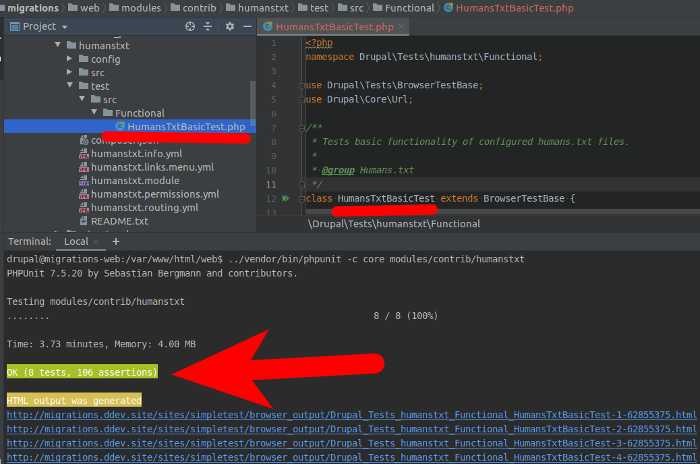 migrations web modules contrib humanstxt test src Functional HumansTxtBasicTest.php
Project
HumansTxtBasicTest.php
humanstxt
config
src
test
src
Functional
HumansTxtBasicTest.php
composer.json
humanstxt.info.yml
humanstxt.links.menu.yml
humanstxt.module
humanstxt.permissions.yml
humanstxt.routing.yml
README.txt
1 <?php
2 namespace Drupal\Tests\humanstxt\Functional;
3
4 use Drupal\Tests\BrowserTestBase;
5 use Drupal\Core\Url;
6
7 /**
8 * Tests basic functionality of configured humans.txt files.
9 *
10 * @group Humans.txt
11 */
12 class HumansTxtBasicTest extends BrowserTestBase {
13
\Drupal\Tests\humanstxt\Functional
Terminal: Local × +
drupal@migrations-web:/var/www/html/web$ ../vendor/bin/phpunit -c core modules/contrib/humanstxt
PHPUnit 7.5.20 by Sebastian Bergmann and contributors.
Testing modules/contrib/humanstxt
........ 8 / 8 (100%)
Time: 3.73 minutes, Memory: 4.00 MB
OK (8 tests, 106 assertions)
HTML output was generated
http://migrations.ddev.site/sites/simpletest/browser_output/Drupal_Tests_humanstxt_Functional_HumansTxtBasicTest-1-62855375.html
http://migrations.ddev.site/sites/simpletest/browser_output/Drupal_Tests_humanstxt_Functional_HumansTxtBasicTest-2-62855375.html
http://migrations.ddev.site/sites/simpletest/browser_output/Drupal_Tests_humanstxt_Functional_HumansTxtBasicTest-3-62855375.html
http://migrations.ddev.site/sites/simpletest/browser_output/Drupal_Tests_humanstxt_Functional_HumansTxtBasicTest-4-62855375.html